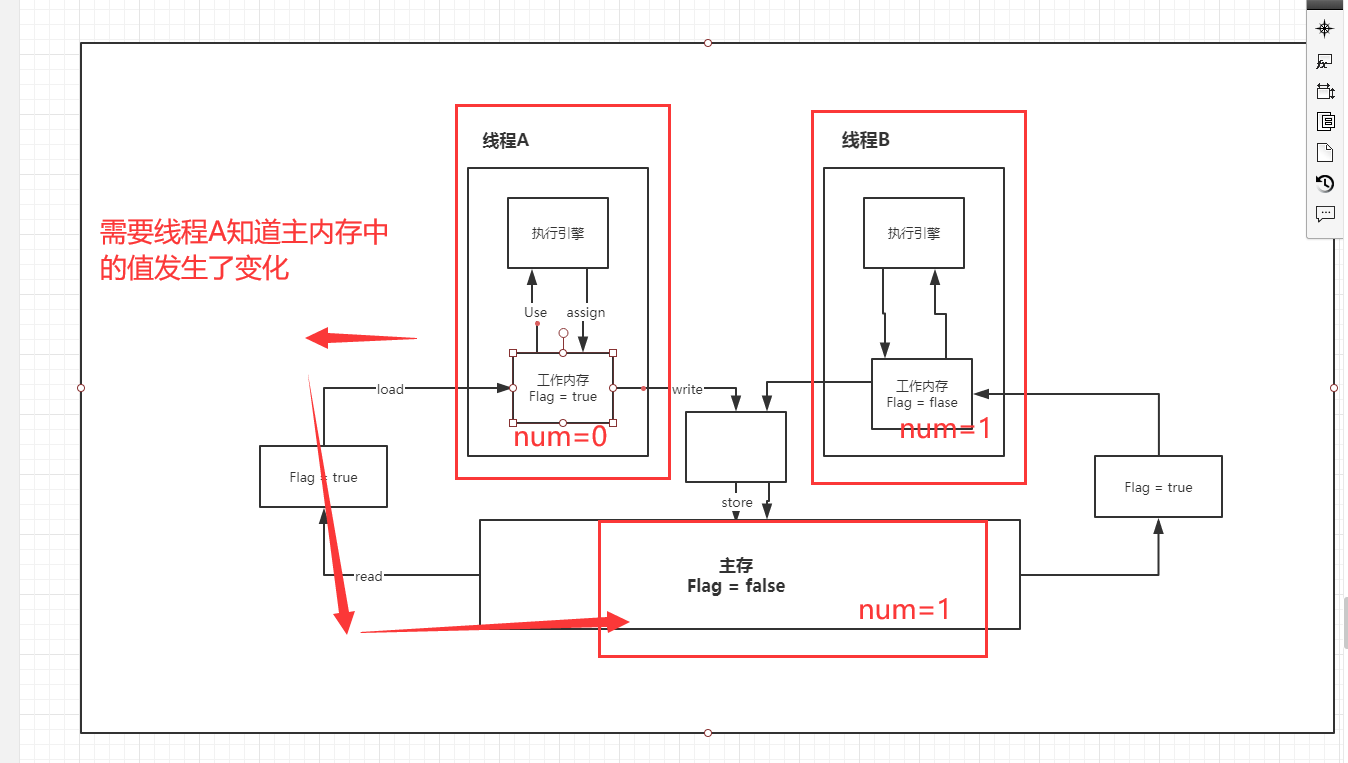 线程A
线程B
需要线程A知道主内存中
的值发生了变化
执行引擎
执行引擎
Use
assign
工作内存
Flag = true
num=0
工作内存
Flag = flase
num=1
load
write
Flag = true
Flag = true
store
read
主存
Flag = false
num=1